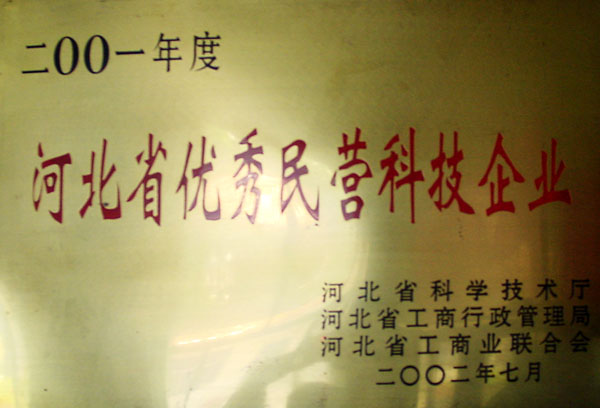 二00一年度
河北省优秀民营科技企业
河北省科学技术厅
河北省工商行政管理局
河北省工商业联合会
二〇〇二年七月